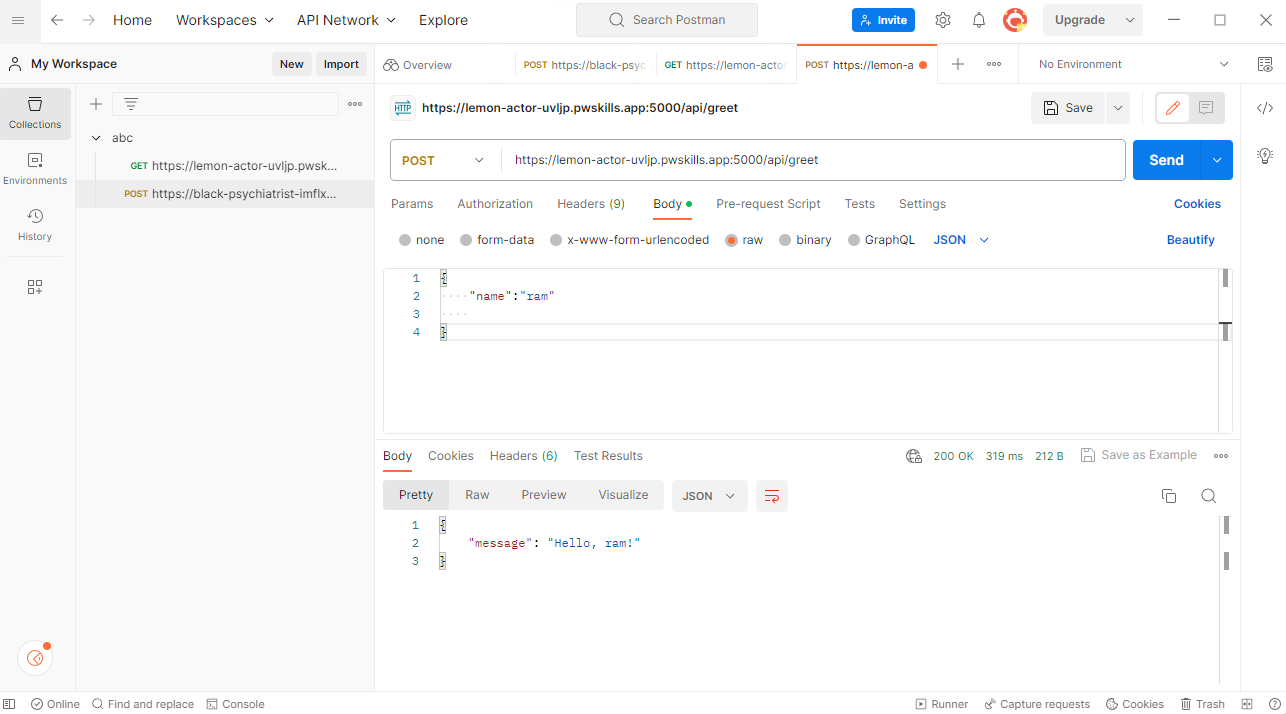 Home Workspaces API Network Explore Search Postman Invite Upgrade
My Workspace New Import Overview POST https://black-psyc GET https://lemon-actor POST https://lemon-a No Environment
Collections
Environments
History
abc
GET https://lemon-actor-uvljp.pwsk...
POST https://black-psychiatrist-imflx...
HTTP https://lemon-actor-uvljp.pwskills.app:5000/api/greet Save
POST https://lemon-actor-uvljp.pwskills.app:5000/api/greet Send
Params Authorization Headers (9) Body Pre-request Script Tests Settings Cookies
none form-data x-www-form-urlencoded raw binary GraphQL JSON Beautify
1 {
2 "name":"ram"
3
4 }
Body Cookies Headers (6) Test Results 200 OK 319 ms 212 B Save as Example
Pretty Raw Preview Visualize JSON
1 {
2 "message": "Hello, ram!"
3 }
Online Find and replace Console Runner Capture requests Cookies Trash